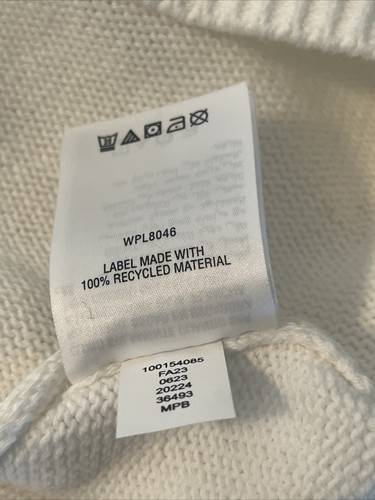 WPL8046
LABEL MADE WITH
100% RECYCLED MATERIAL
100154085
FA23
0623
20224
36493
MPB